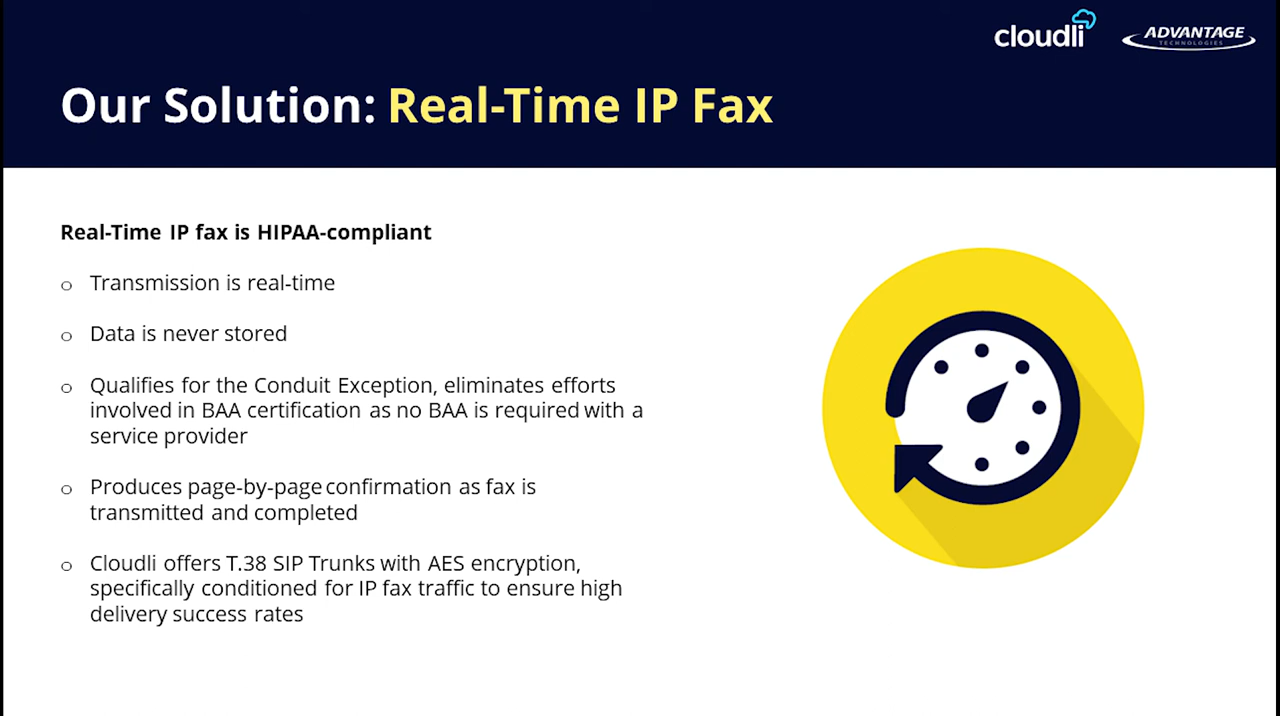 cloudli
ADVANTAGE
TECHNOLOGIES
Our Solution: Real-Time IP Fax
Real-Time IP fax is HIPAA-compliant
o Transmission is real-time
o Data is never stored
o Qualifies for the Conduit Exception, eliminates efforts
involved in BAA certification as no BAA is required with a
service provider
o Produces page-by-page confirmation as fax is
transmitted and completed
o Cloudli offers T.38 SIP Trunks with AES encryption,
specifically conditioned for IP fax traffic to ensure high
delivery success rates